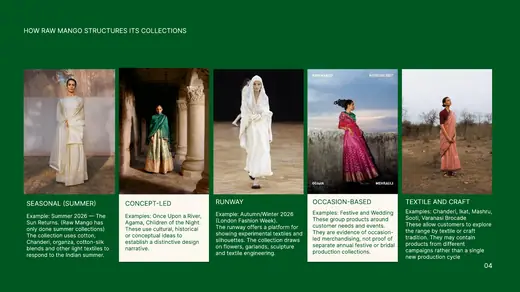 HOW RAW MANGO STRUCTURES ITS COLLECTIONS
SEASONAL (SUMMER)
Example: Summer 2026 — The
Sun Returns. (Raw Mango has
only done summer collections)
The collection uses cotton,
Chanderi, organza, cotton-silk
blends and other light textiles to
respond to the Indian summer.
CONCEPT-LED
Examples: Once Upon a River,
Agama, Children of the Night.
These use cultural, historical
or conceptual ideas to
establish a distinctive design
narrative.
RUNWAY
Example: Autumn/Winter 2026
(London Fashion Week).
The runway offers a platform for
showing experimental textiles and
silhouettes. The collection draws
on flowers, garlands, sculpture
and textile engineering.
OCCASION-BASED
Examples: Festive and Wedding
These group products around
customer needs and events.
They are evidence of occasion-
led merchandising, not proof of
separate annual festive or bridal
production collections.
TEXTILE AND CRAFT
Examples: Chanderi, Ikat, Mashru,
Sooti, Varanasi Brocade
These allow customers to explore
the range by textile or craft
tradition. They may contain
products from different
campaigns rather than a single
new production cycle
04